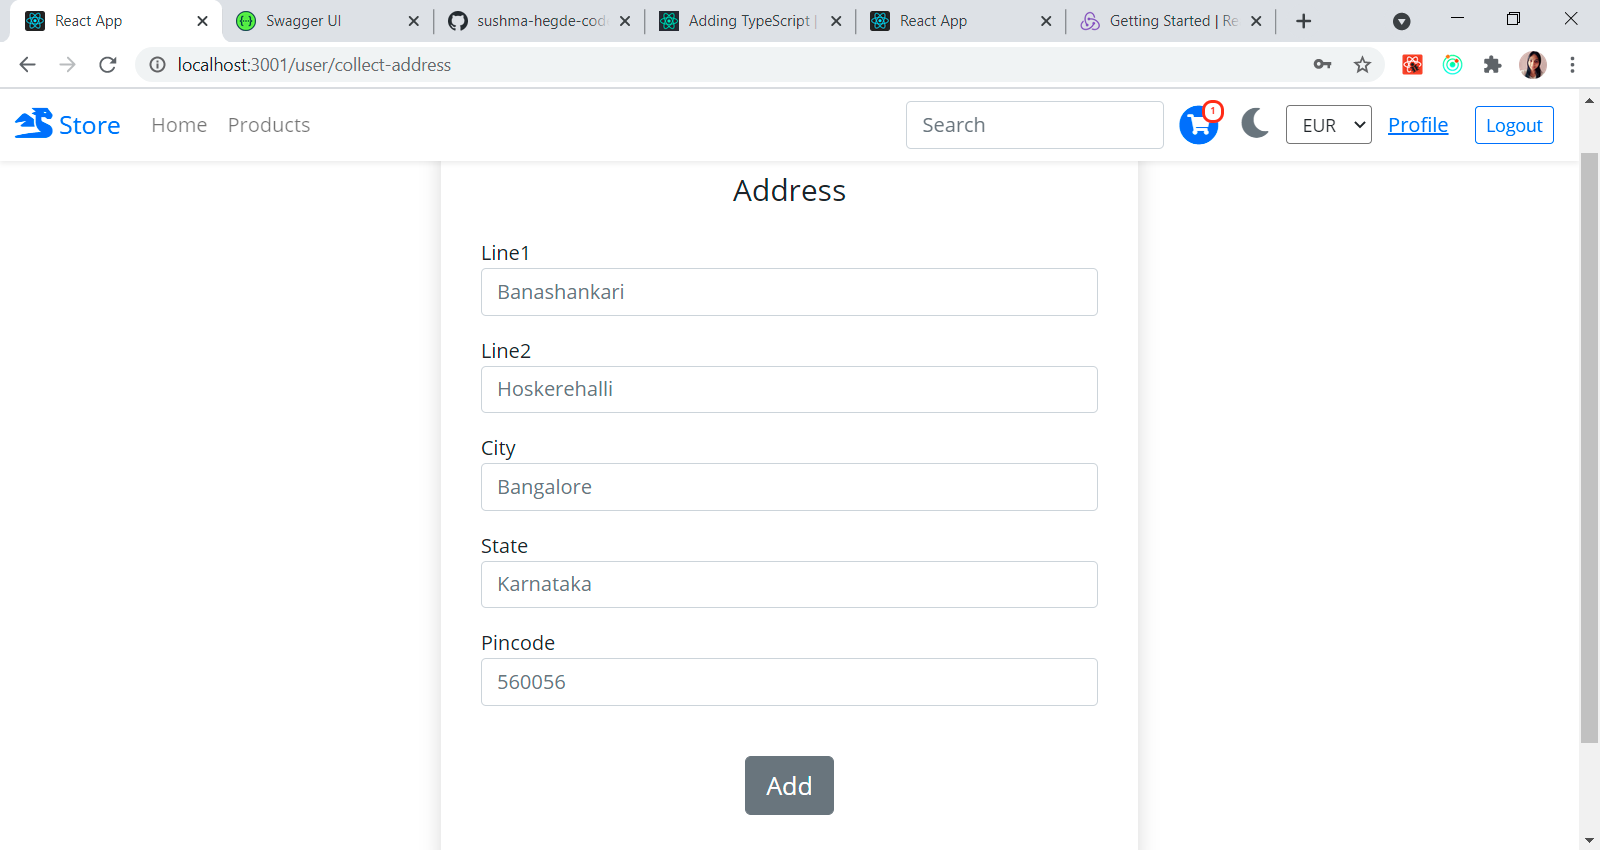 React App
Swagger UI
sushma-hegde-cod
Adding TypeScript |
React App
Getting Started | Re
localhost:3001/user/collect-address
Store
Home
Products
Search
1
EUR
Profile
Logout
Address
Line1
Banashankari
Line2
Hoskerehalli
City
Bangalore
State
Karnataka
Pincode
560056
Add